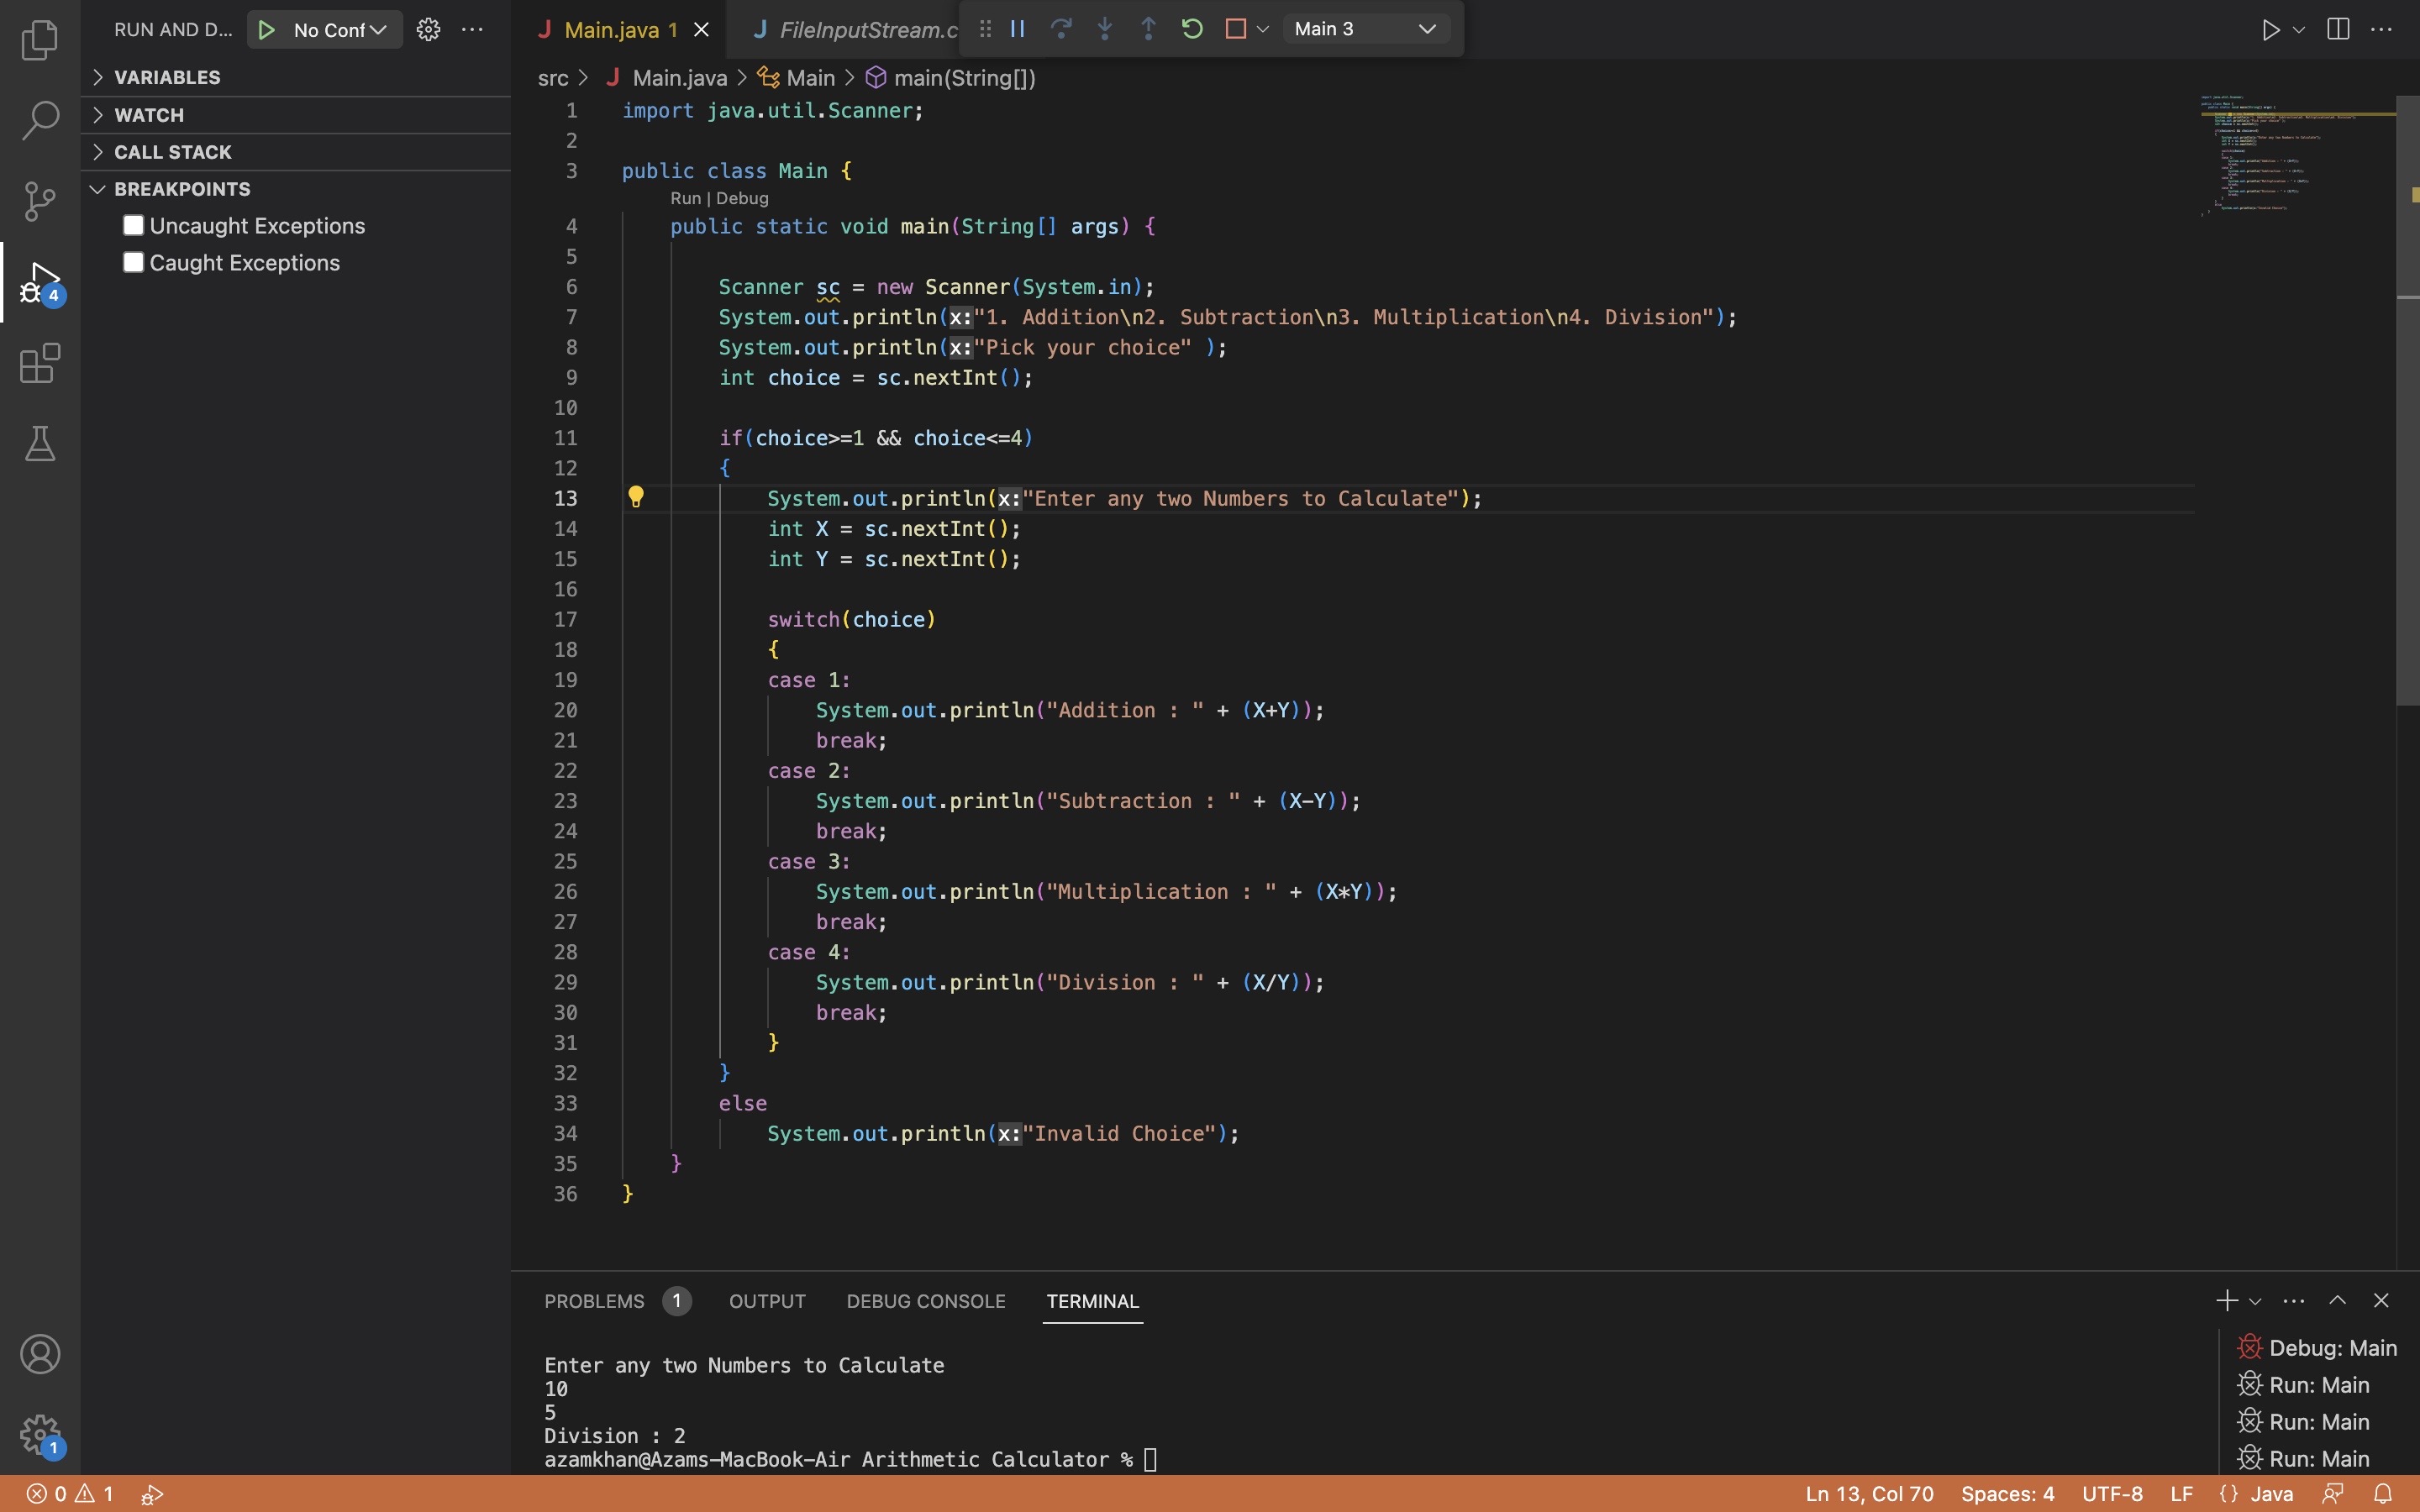 RUN AND D... No Conf
VARIABLES
WATCH
CALL STACK
BREAKPOINTS
Uncaught Exceptions
Caught Exceptions
4
1
Main.java 1
FileInputStream.c
Main 3
src > Main.java > Main > main(String[])
1 import java.util.Scanner;
2
3 public class Main {
Run | Debug
4 public static void main(String[] args) {
5
6 Scanner sc = new Scanner(System.in);
7 System.out.println(x:"1. Addition\n2. Subtraction\n3. Multiplication\n4. Division");
8 System.out.println(x:"Pick your choice" );
9 int choice = sc.nextInt();
10
11 if(choice>=1 && choice<=4)
12 {
13 System.out.println(x:"Enter any two Numbers to Calculate");
14 int X = sc.nextInt();
15 int Y = sc.nextInt();
16
17 switch(choice)
18 {
19 case 1:
20 System.out.println("Addition : " + (X+Y));
21 break;
22 case 2:
23 System.out.println("Subtraction : " + (X-Y));
24 break;
25 case 3:
26 System.out.println("Multiplication : " + (X*Y));
27 break;
28 case 4:
29 System.out.println("Division : " + (X/Y));
30 break;
31 }
32 }
33 else
34 System.out.println(x:"Invalid Choice");
35 }
36 }
PROBLEMS 1 OUTPUT DEBUG CONSOLE TERMINAL
Enter any two Numbers to Calculate
10
5
Division : 2
azamkhan@Azams-MacBook-Air Arithmetic Calculator %
Debug: Main
Run: Main
Run: Main
Run: Main
0 1
Ln 13, Col 70 Spaces: 4 UTF-8 LF {} Java